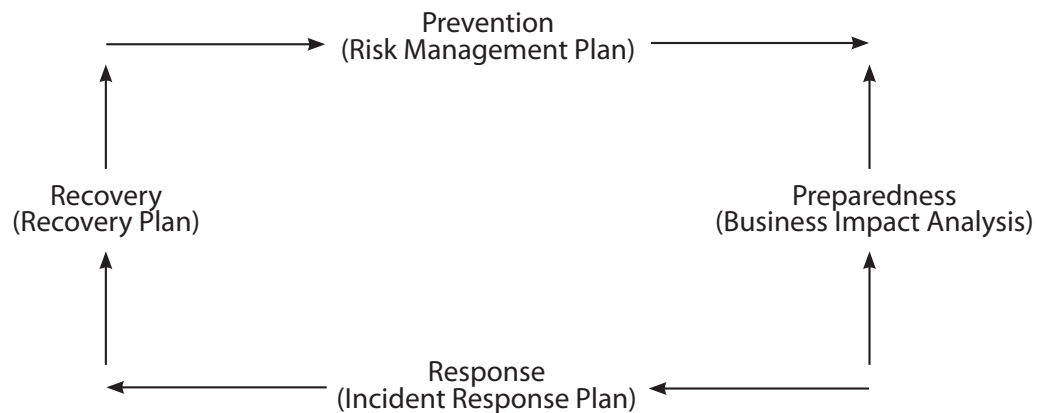 Prevention
(Risk Management Plan)
Recovery
(Recovery Plan)
Preparedness
(Business Impact Analysis)
Response
(Incident Response Plan)